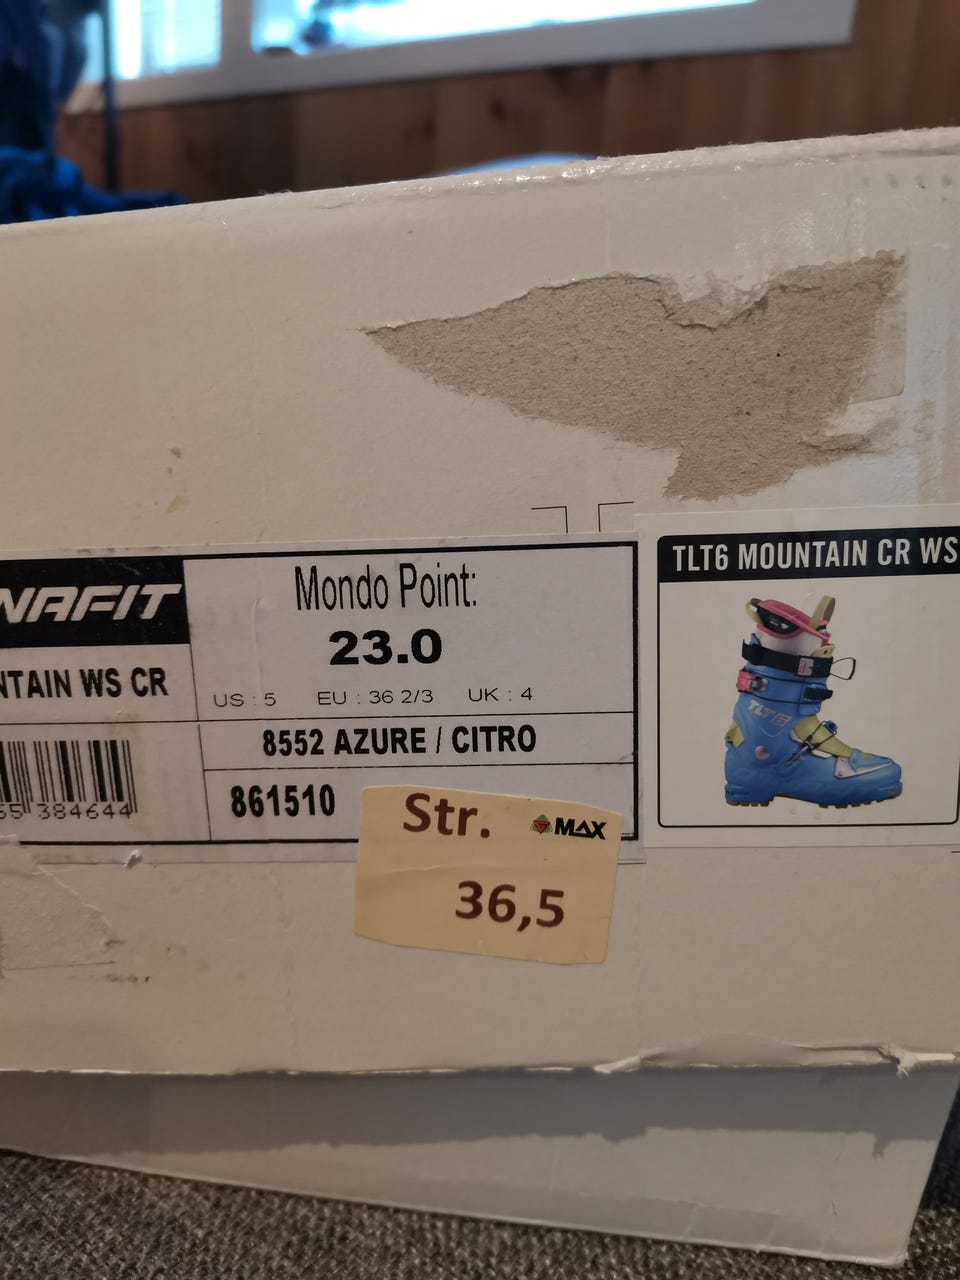 NAFIT
NTAIN WS CR
Mondo Point:
23.0
US : 5 EU : 36 2/3 UK : 4
8552 AZURE / CITRO
861510
384644
Str. MAX
36,5
TLT6 MOUNTAIN CR WS
TLT6